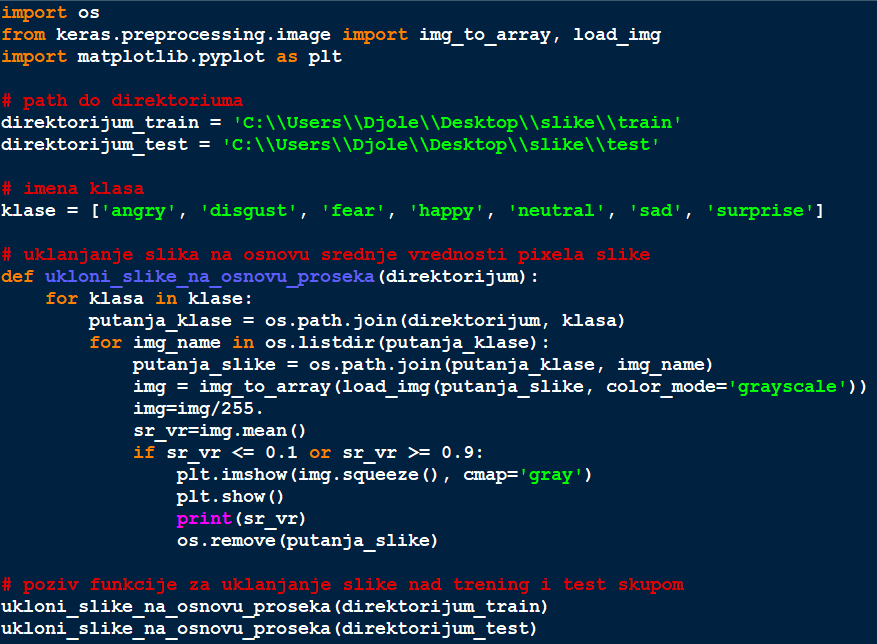 import os
from keras.preprocessing.image import img_to_array, load_img
import matplotlib.pyplot as plt

# path do direktoriuma
direktorijum_train = 'C:\\Users\\Djole\\Desktop\\slike\\train'
direktorijum_test = 'C:\\Users\\Djole\\Desktop\\slike\\test'

# imena klasa
klase = ['angry', 'disgust', 'fear', 'happy', 'neutral', 'sad', 'surprise']

# uklanjanje slika na osnovu srednje vrednosti pixela slike
def ukloni_slike_na_osnovu_proseka(direktorijum):
    for klasa in klase:
        putanja_klase = os.path.join(direktorijum, klasa)
        for img_name in os.listdir(putanja_klase):
            putanja_slike = os.path.join(putanja_klase, img_name)
            img = img_to_array(load_img(putanja_slike, color_mode='grayscale'))
            img=img/255.
            sr_vr=img.mean()
            if sr_vr <= 0.1 or sr_vr >= 0.9:
                plt.imshow(img.squeeze(), cmap='gray')
                plt.show()
                print(sr_vr)
                os.remove(putanja_slike)

# poziv funkcije za uklanjanje slike nad trening i test skupom
ukloni_slike_na_osnovu_proseka(direktorijum_train)
ukloni_slike_na_osnovu_proseka(direktorijum_test)